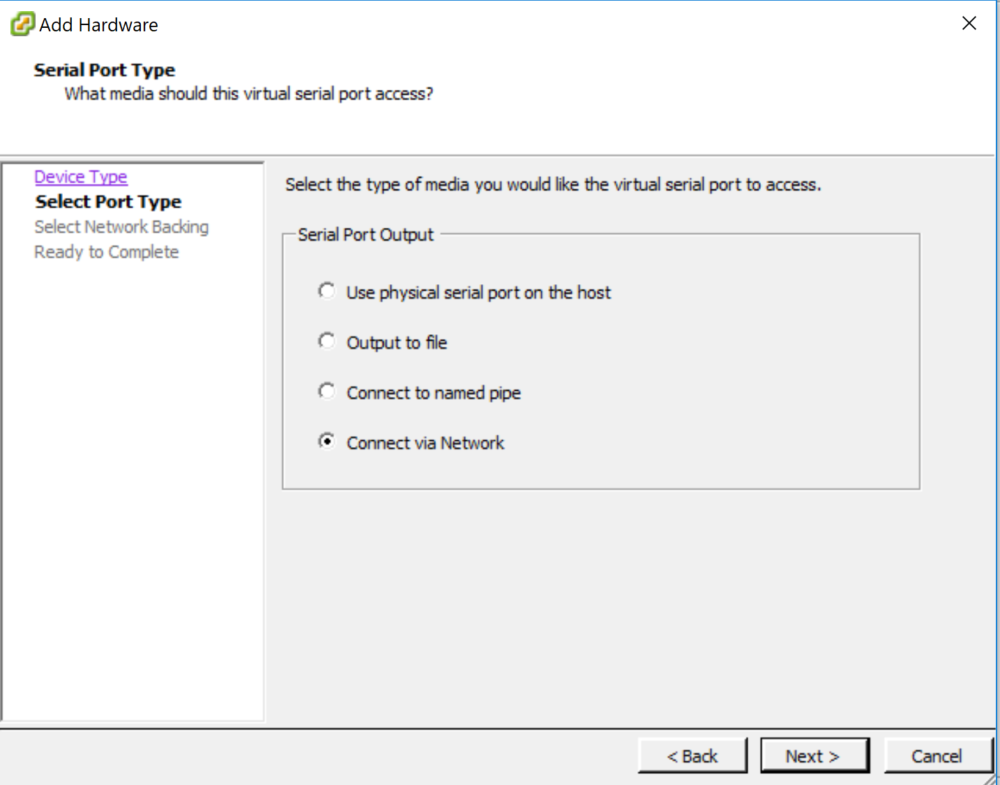 Add Hardware
Serial Port Type
What media should this virtual serial port access?
Device Type
Select Port Type
Select Network Backing
Ready to Complete
Select the type of media you would like the virtual serial port to access.
Serial Port Output
Use physical serial port on the host
Output to file
Connect to named pipe
Connect via Network
< Back
Next >
Cancel